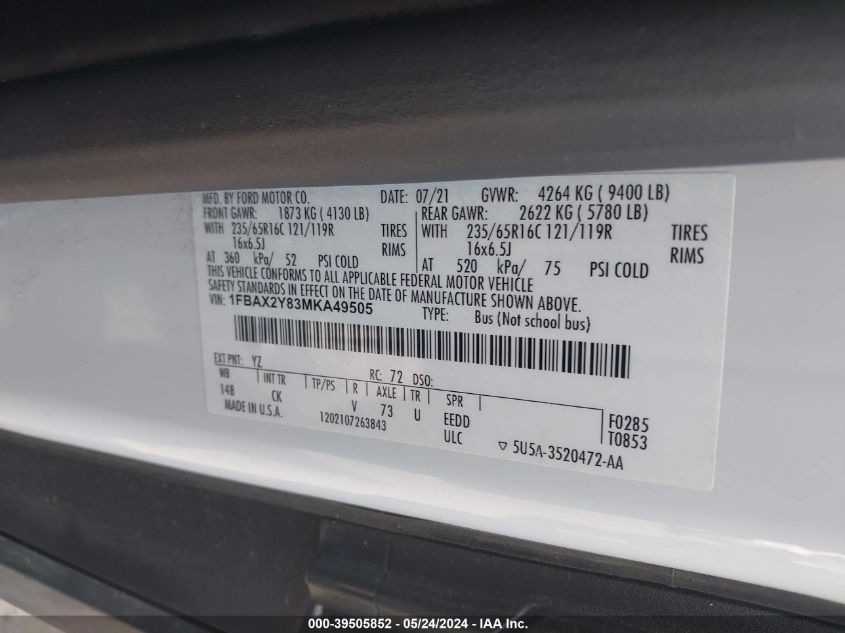 MFD. BY FORD MOTOR CO. DATE: 07/21 GVWR: 4264 KG ( 9400 LB)
FRONT GAWR: 1873 KG ( 4130 LB) REAR GAWR: 2622 KG ( 5780 LB)
WITH 235/65R16C 121/119R TIRES WITH 235/65R16C 121/119R TIRES
16x6.5J RIMS 16x6.5J RIMS
AT 360 kPa/ 52 PSI COLD AT 520 kPa/ 75 PSI COLD
THIS VEHICLE CONFORMS TO ALL APPLICABLE FEDERAL MOTOR VEHICLE
SAFETY STANDARDS IN EFFECT ON THE DATE OF MANUFACTURE SHOWN ABOVE.
VIN: 1FBAX2Y83MKA49505 TYPE: Bus (Not school bus)
EXT PNT: YZ RC: 72 DSO:
WB INT TR TP/PS R AXLE TR SPR
14B CK V 73 U EEDD F0285
MADE IN U.S.A. 1202107263843 ULC T0853
▽ 5U5A-3520472-AA
000-39505852 - 05/24/2024 - IAA Inc.